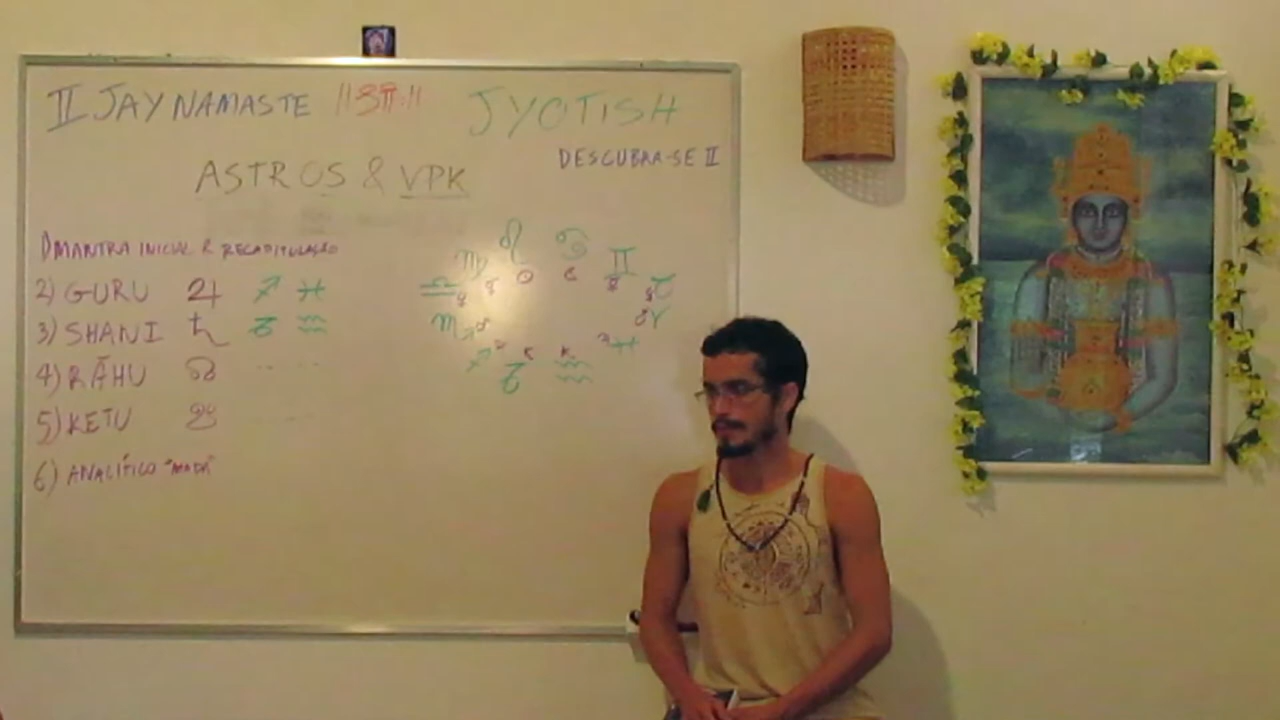 II JAY NAMASTE ॥ॐ॥ JYOTISH
DESCUBRA-SE II
ASTROS & VPK
1) MANTRA INICIAL & RECAPITULAÇÃO
2) GURU ♃ ♐ ♓
3) SHANI ♄ ♑ ♒
4) RĀHU ☊ -- --
5) KETU ☋ -- --
6) ANALÍTICO